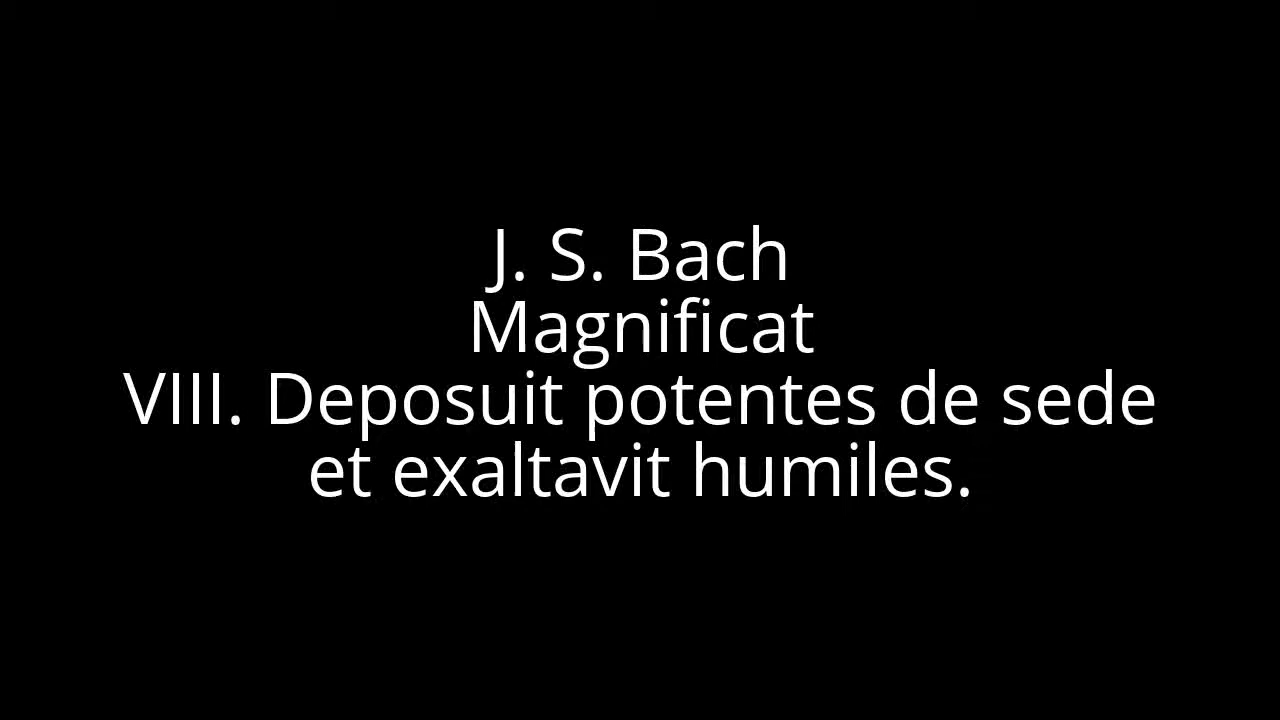 J. S. Bach
Magnificat
VIII. Deposuit potentes de sede
et exaltavit humiles.